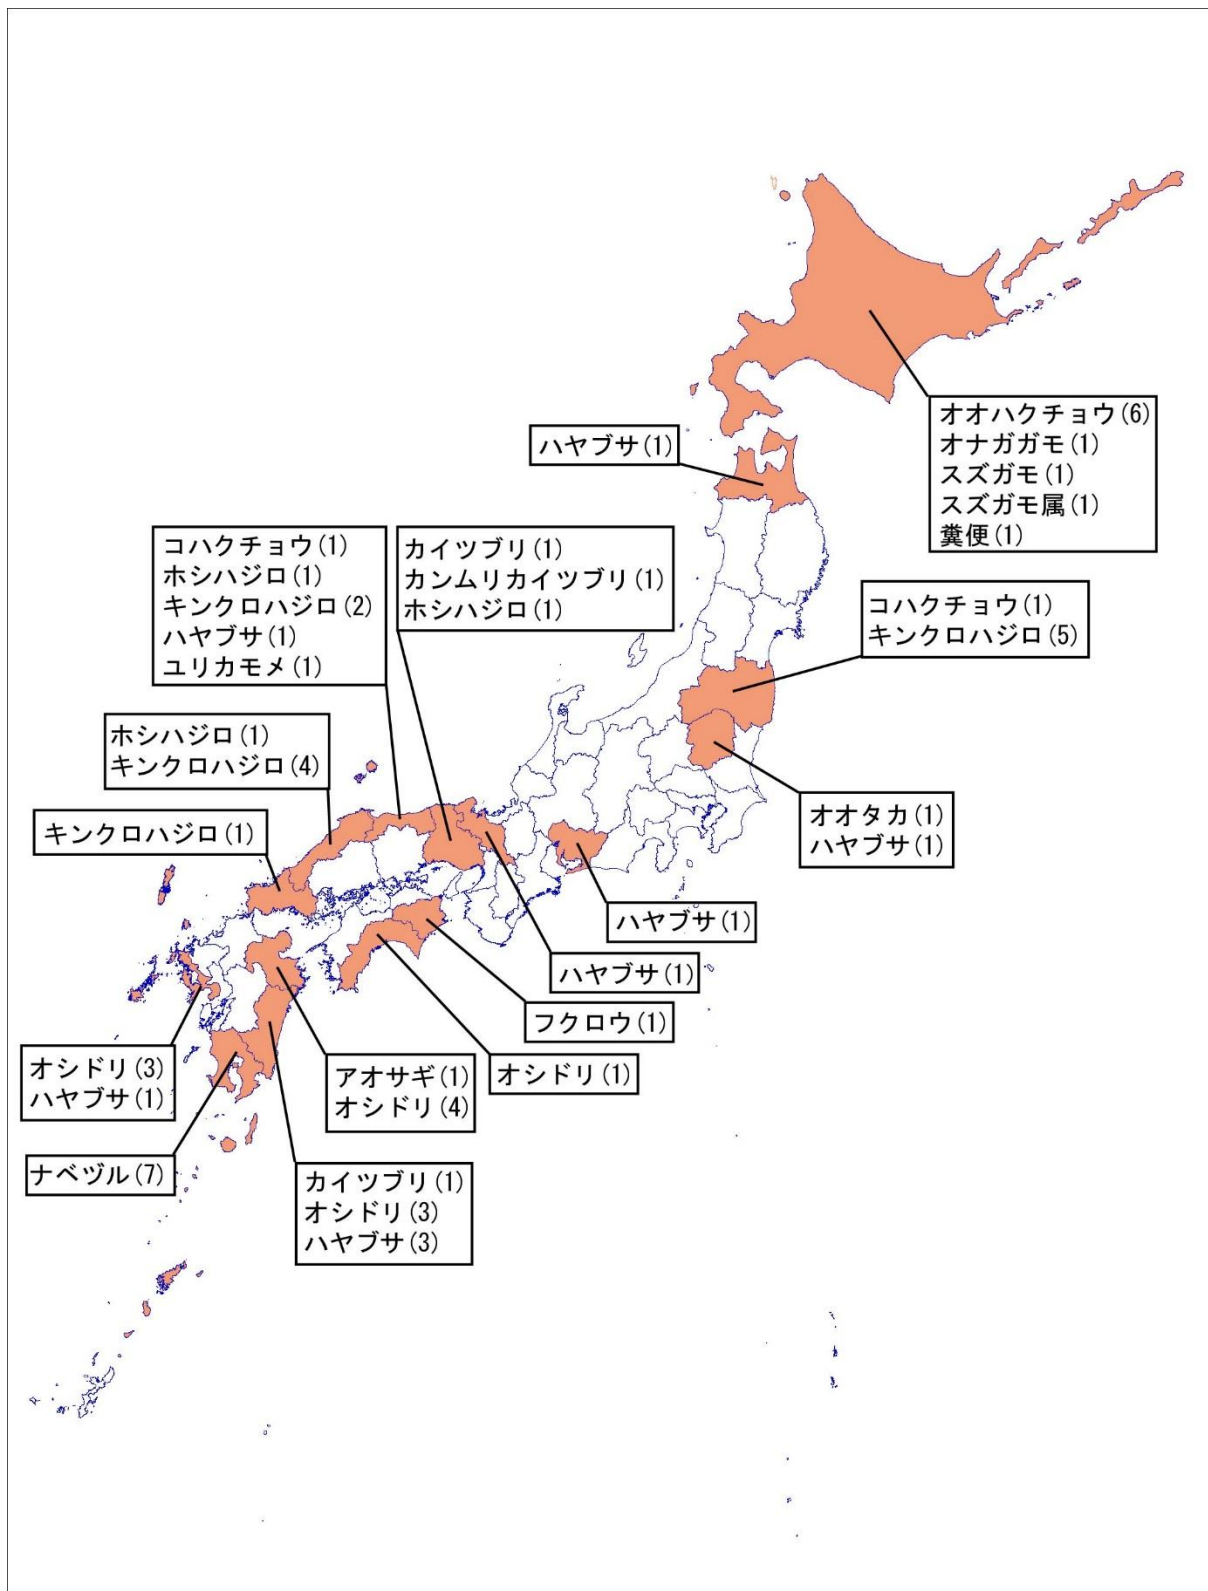 オオハクチョウ(6)
オナガガモ(1)
スズガモ(1)
スズガモ属(1)
糞便(1)
ハヤブサ(1)
コハクチョウ(1)
ホシハジロ(1)
キンクロハジロ(2)
ハヤブサ(1)
ユリカモメ(1)
カイツブリ(1)
カンムリカイツブリ(1)
ホシハジロ(1)
コハクチョウ(1)
キンクロハジロ(5)
ホシハジロ(1)
キンクロハジロ(4)
オオタカ(1)
ハヤブサ(1)
キンクロハジロ(1)
ハヤブサ(1)
ハヤブサ(1)
フクロウ(1)
オシドリ(3)
ハヤブサ(1)
アオサギ(1)
オシドリ(4)
オシドリ(1)
ナベヅル(7)
カイツブリ(1)
オシドリ(3)
ハヤブサ(3)